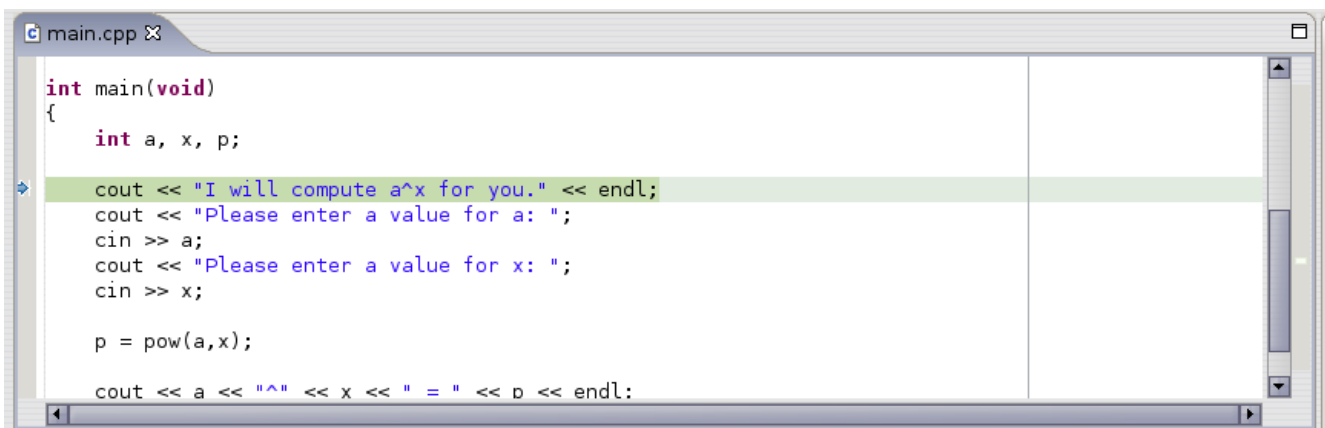 main.cpp
int main(void)
{
    int a, x, p;
    cout << "I will compute a^x for you." << endl;
    cout << "Please enter a value for a: ";
    cin >> a;
    cout << "Please enter a value for x: ";
    cin >> x;
    p = pow(a,x);
    cout << a << "^" << x << " = " << p << endl;